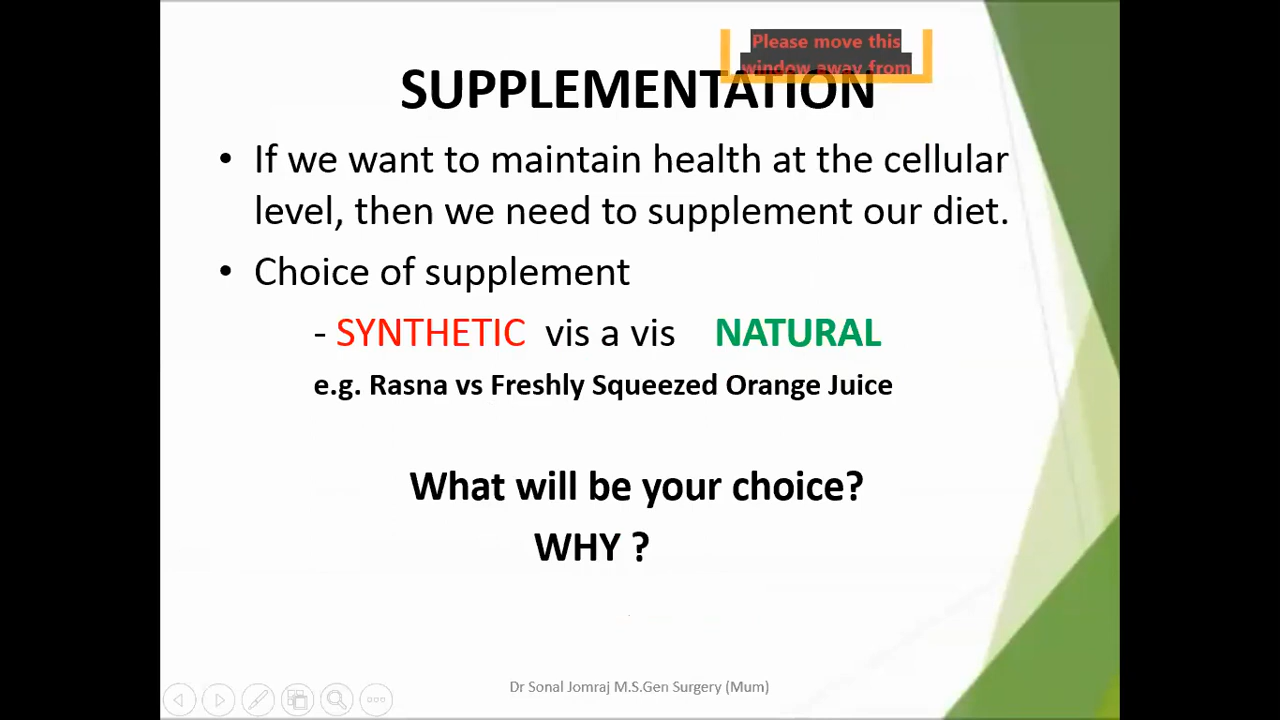 Please move this
window away from
SUPPLEMENTATION
• If we want to maintain health at the cellular
level, then we need to supplement our diet.
• Choice of supplement
- SYNTHETIC vis a vis NATURAL
e.g. Rasna vs Freshly Squeezed Orange Juice
What will be your choice?
WHY ?
Dr Sonal Jomraj M.S.Gen Surgery (Mum)